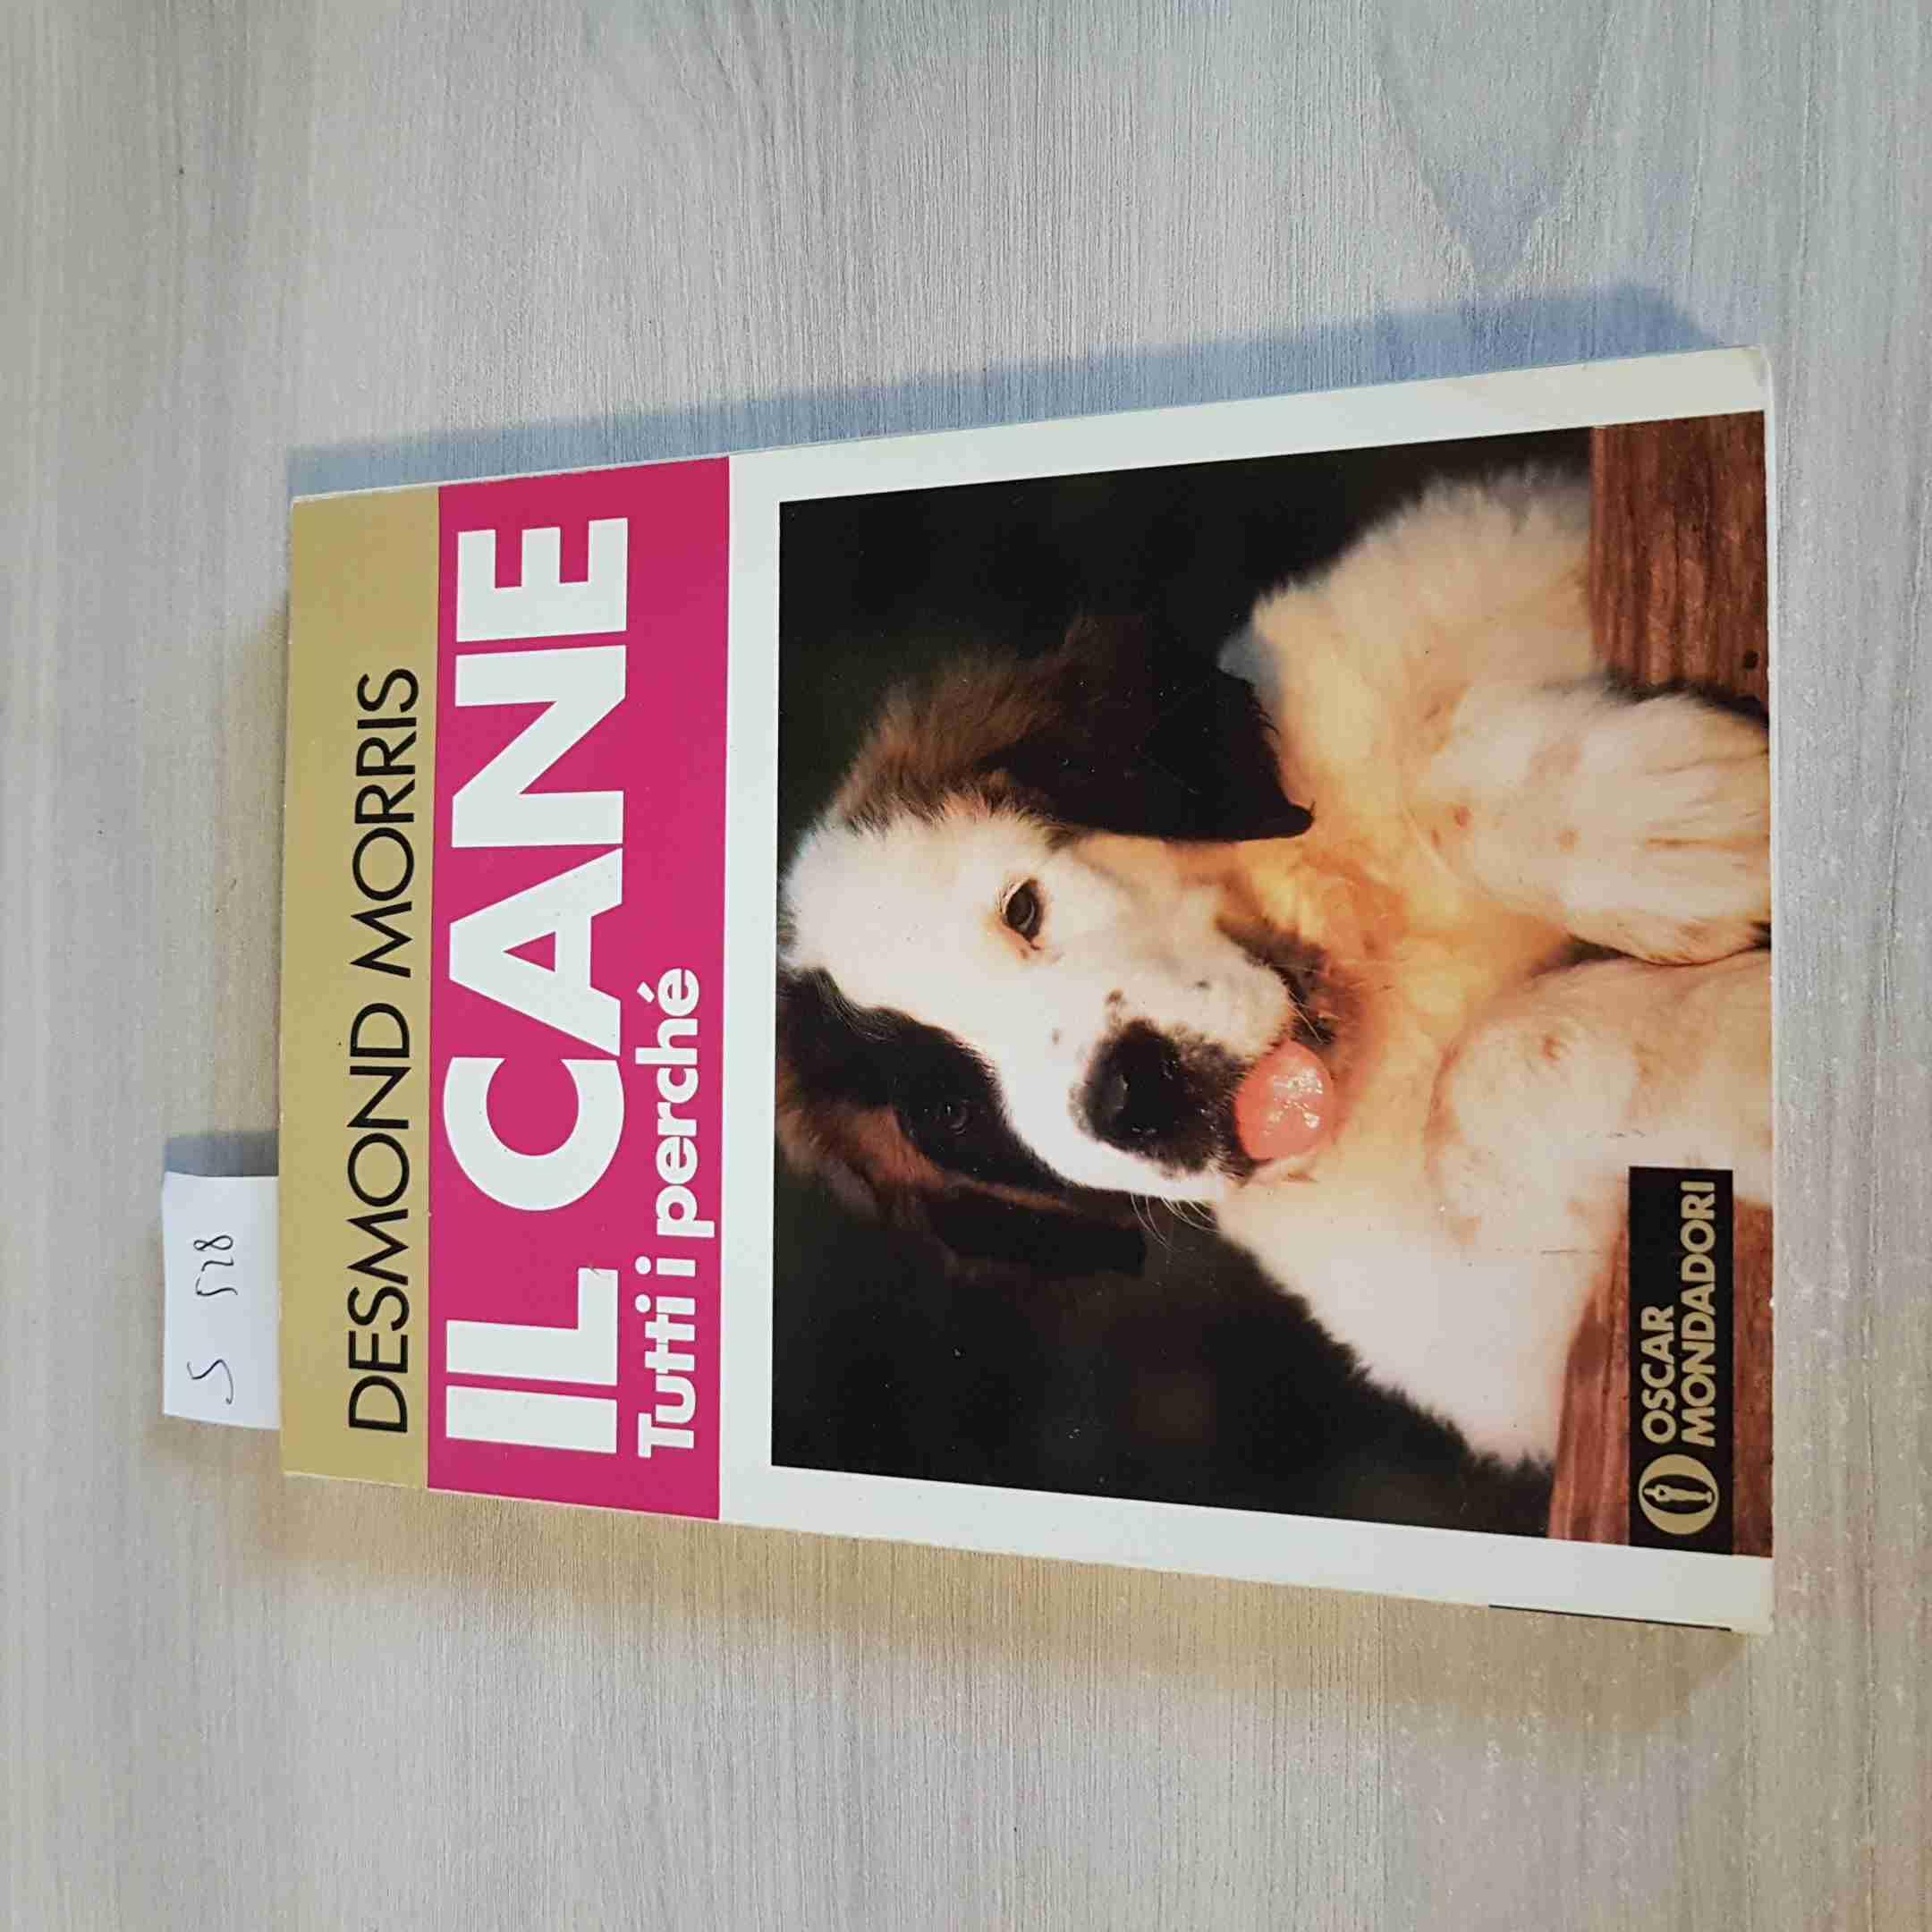 S 528
DESMOND MORRIS
IL CANE
Tutti i perché
OSCAR
MONDADORI